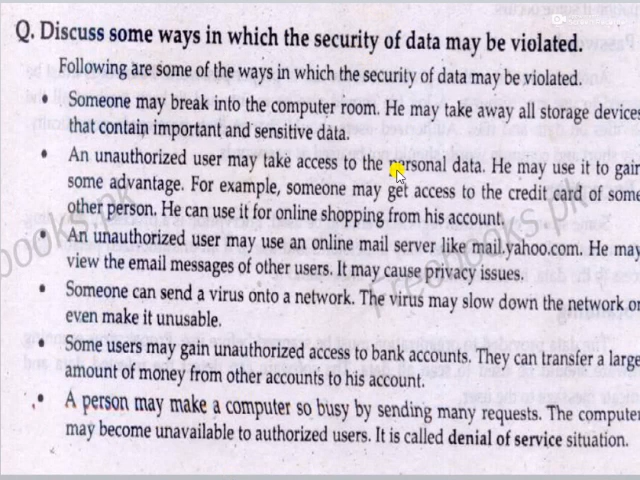 Q. Discuss some ways in which the security of data may be violated.
Following are some of the ways in which the security of data may be violated.
• Someone may break into the computer room. He may take away all storage devices
that contain important and sensitive data.
• An unauthorized user may take access to the personal data. He may use it to gain
some advantage. For example, someone may get access to the credit card of some
other person. He can use it for online shopping from his account.
• An unauthorized user may use an online mail server like mail.yahoo.com. He may
view the email messages of other users. It may cause privacy issues.
• Someone can send a virus onto a network. The virus may slow down the network or
even make it unusable.
• Some users may gain unauthorized access to bank accounts. They can transfer a large
amount of money from other accounts to his account.
• A person may make a computer so busy by sending many requests. The computer
may become unavailable to authorized users. It is called denial of service situation.